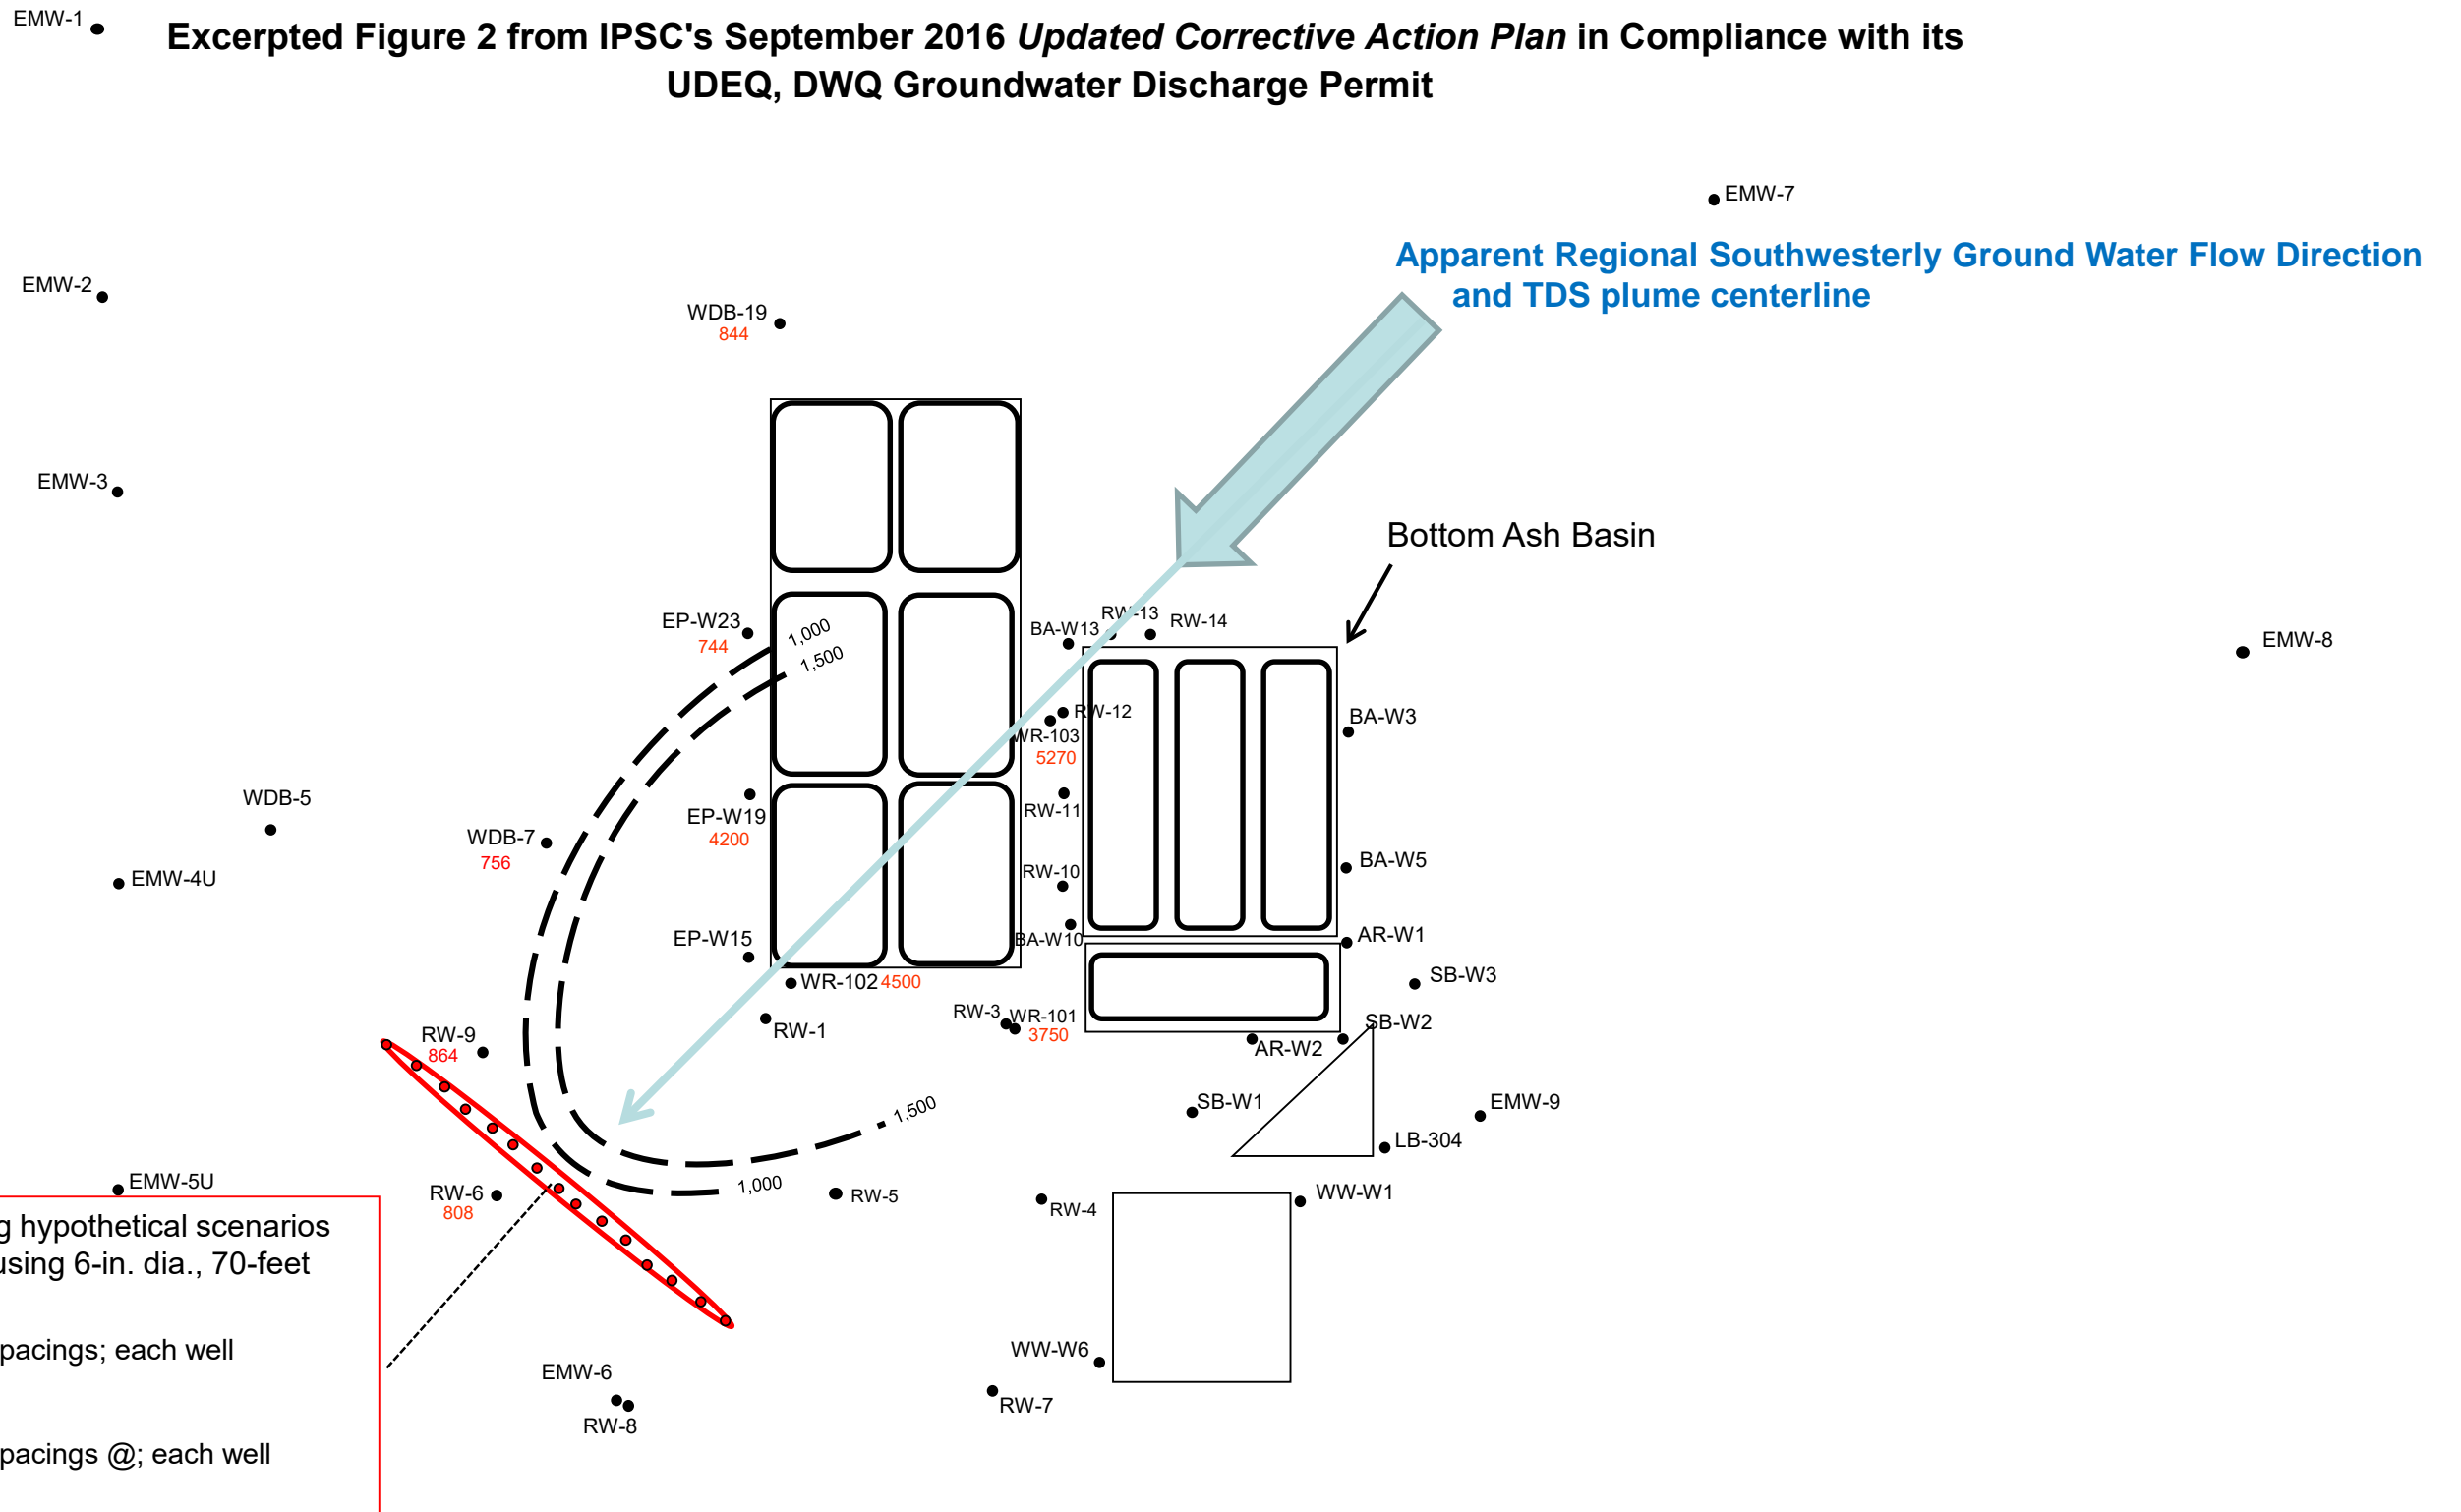 EMW-1
Excerpted Figure 2 from IPSC's September 2016 Updated Corrective Action Plan in Compliance with its
UDEQ, DWQ Groundwater Discharge Permit
EMW-7
Apparent Regional Southwesterly Ground Water Flow Direction
and TDS plume centerline
EMW-2
WDB-19
844
EMW-3
Bottom Ash Basin
EP-W23
744
1,000
1,500
BA-W13
RW-13
RW-14
EMW-8
RW-12
WR-103
5270
BA-W3
WDB-5
WDB-7
756
EP-W19
4200
RW-11
EMW-4U
RW-10
BA-W5
EP-W15
BA-W10
AR-W1
WR-102 4500
SB-W3
RW-3
WR-101
3750
RW-1
SB-W2
AR-W2
RW-9
864
1,500
SB-W1
EMW-9
LB-304
EMW-5U
RW-6
808
1,000
RW-5
RW-4
WW-W1
g hypothetical scenarios
using 6-in. dia., 70-feet
pacings; each well
pacings @; each well
WW-W6
EMW-6
RW-8
RW-7